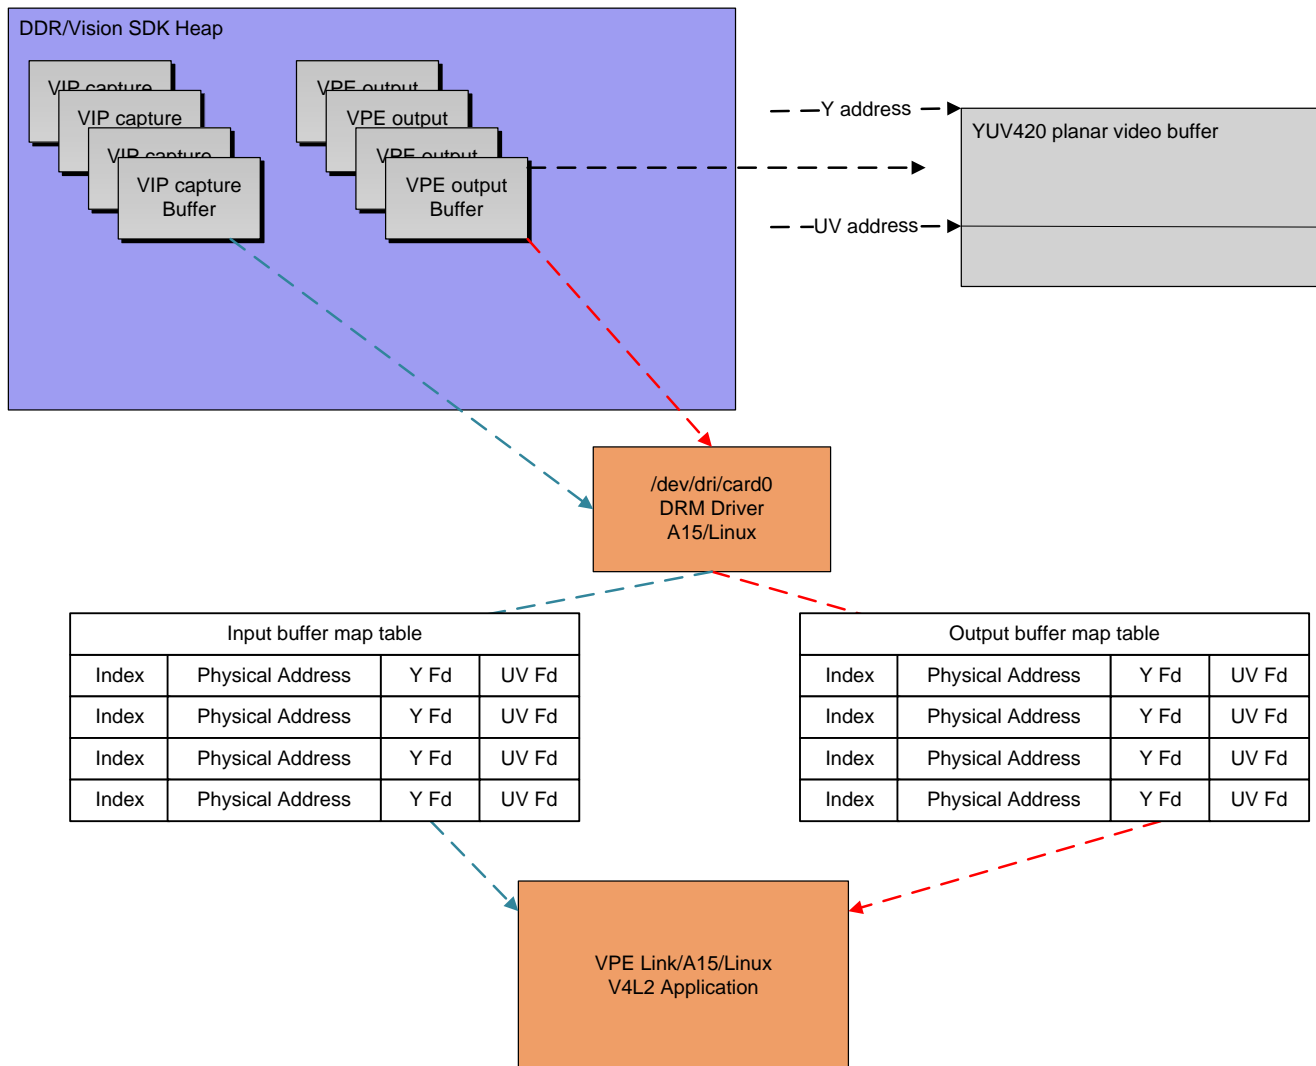 DDR/Vision SDK Heap
VIP capture
VIP capture
VIP capture
VIP capture
Buffer
VPE output
VPE output
VPE output
VPE output
Buffer
Y address
UV address
YUV420 planar video buffer
/dev/dri/card0
DRM Driver
A15/Linux
Input buffer map table
Index Physical Address Y Fd UV Fd
Index Physical Address Y Fd UV Fd
Index Physical Address Y Fd UV Fd
Index Physical Address Y Fd UV Fd
Output buffer map table
Index Physical Address Y Fd UV Fd
Index Physical Address Y Fd UV Fd
Index Physical Address Y Fd UV Fd
Index Physical Address Y Fd UV Fd
VPE Link/A15/Linux
V4L2 Application